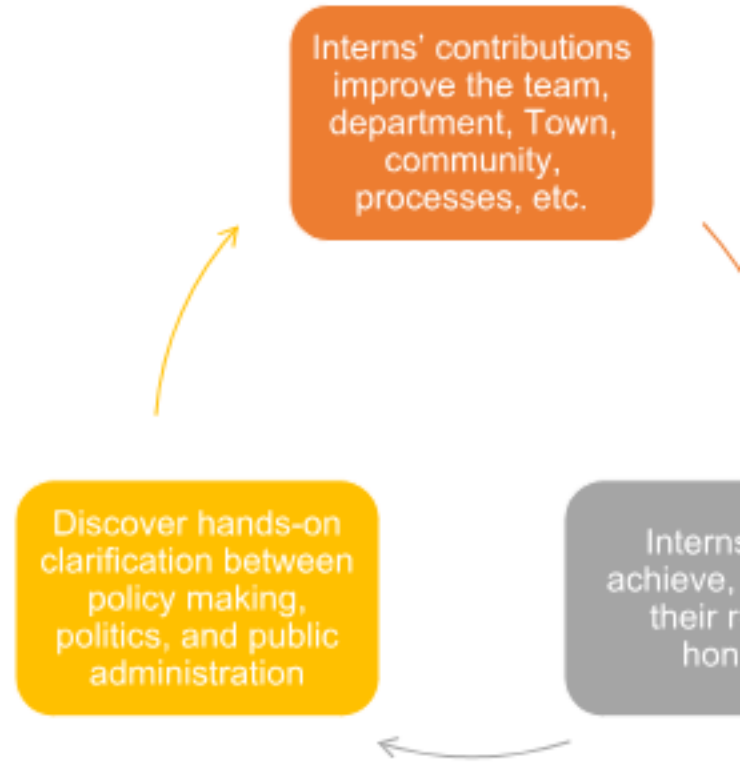 Interns’ contributions
improve the team,
department, Town,
community,
processes, etc.
Discover hands-on
clarification between
policy making,
politics, and public
administration
Interns
achieve,
their